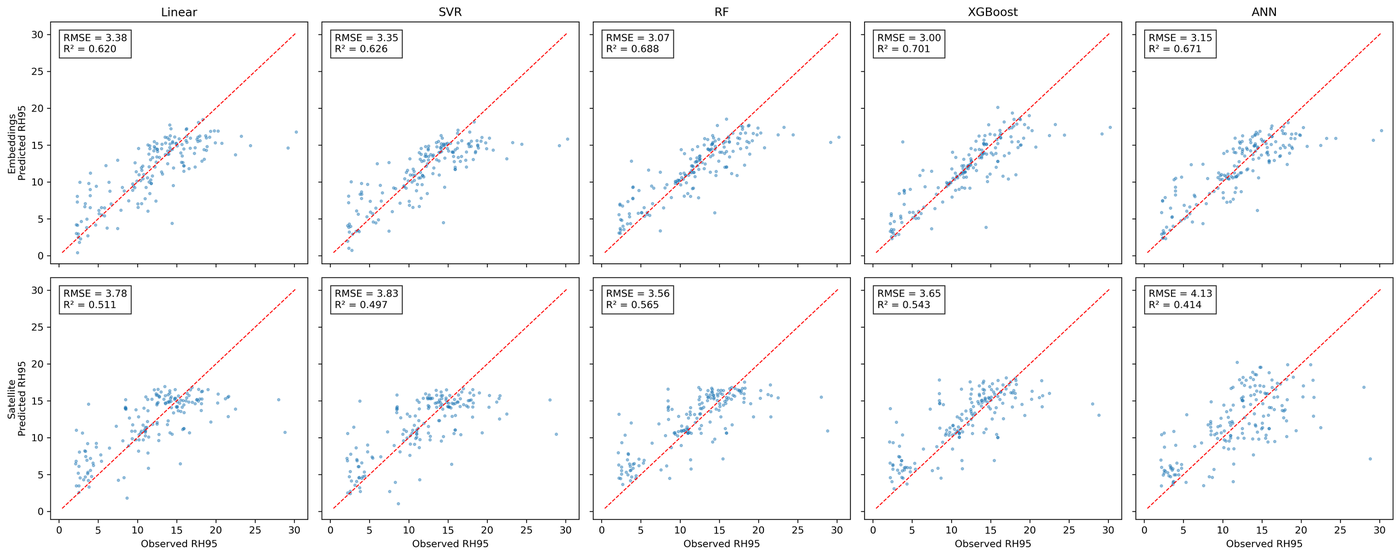 Linear SVR RF XGBoost ANN
RMSE = 3.38
R² = 0.620
RMSE = 3.35
R² = 0.626
RMSE = 3.07
R² = 0.688
RMSE = 3.00
R² = 0.701
RMSE = 3.15
R² = 0.671
Embeddings
Predicted RH95
30
25
20
15
10
5
0
RMSE = 3.78
R² = 0.511
RMSE = 3.83
R² = 0.497
RMSE = 3.56
R² = 0.565
RMSE = 3.65
R² = 0.543
RMSE = 4.13
R² = 0.414
Satellite
Predicted RH95
30
25
20
15
10
5
0
0 5 10 15 20 25 30 0 5 10 15 20 25 30 0 5 10 15 20 25 30 0 5 10 15 20 25 30 0 5 10 15 20 25 30
Observed RH95 Observed RH95 Observed RH95 Observed RH95 Observed RH95